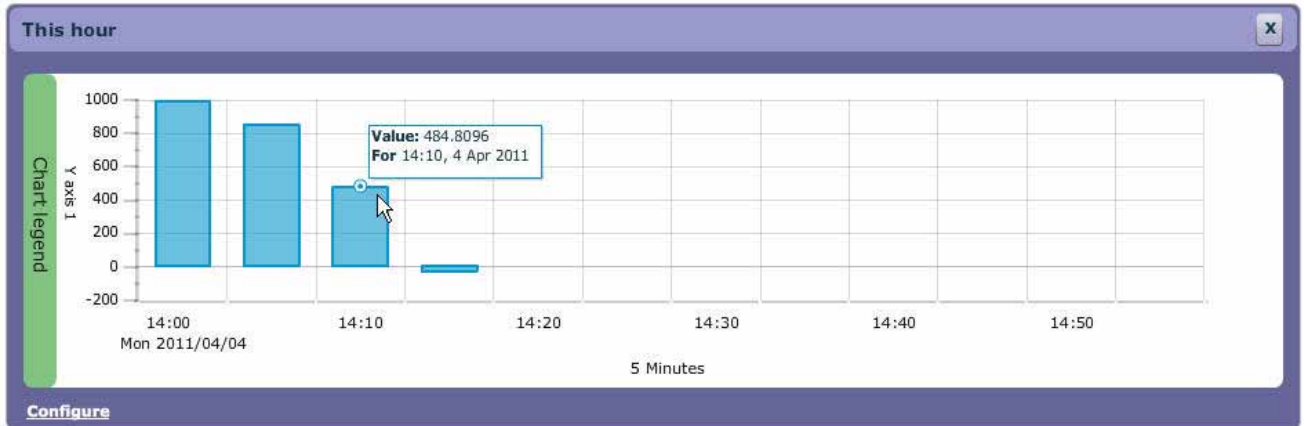 This hour
X
Chart legend
Y axis 1
1000
800
600
400
200
0
-200
Value: 484.8096
For 14:10, 4 Apr 2011
14:00
14:10
14:20
14:30
14:40
14:50
Mon 2011/04/04
5 Minutes
Configure